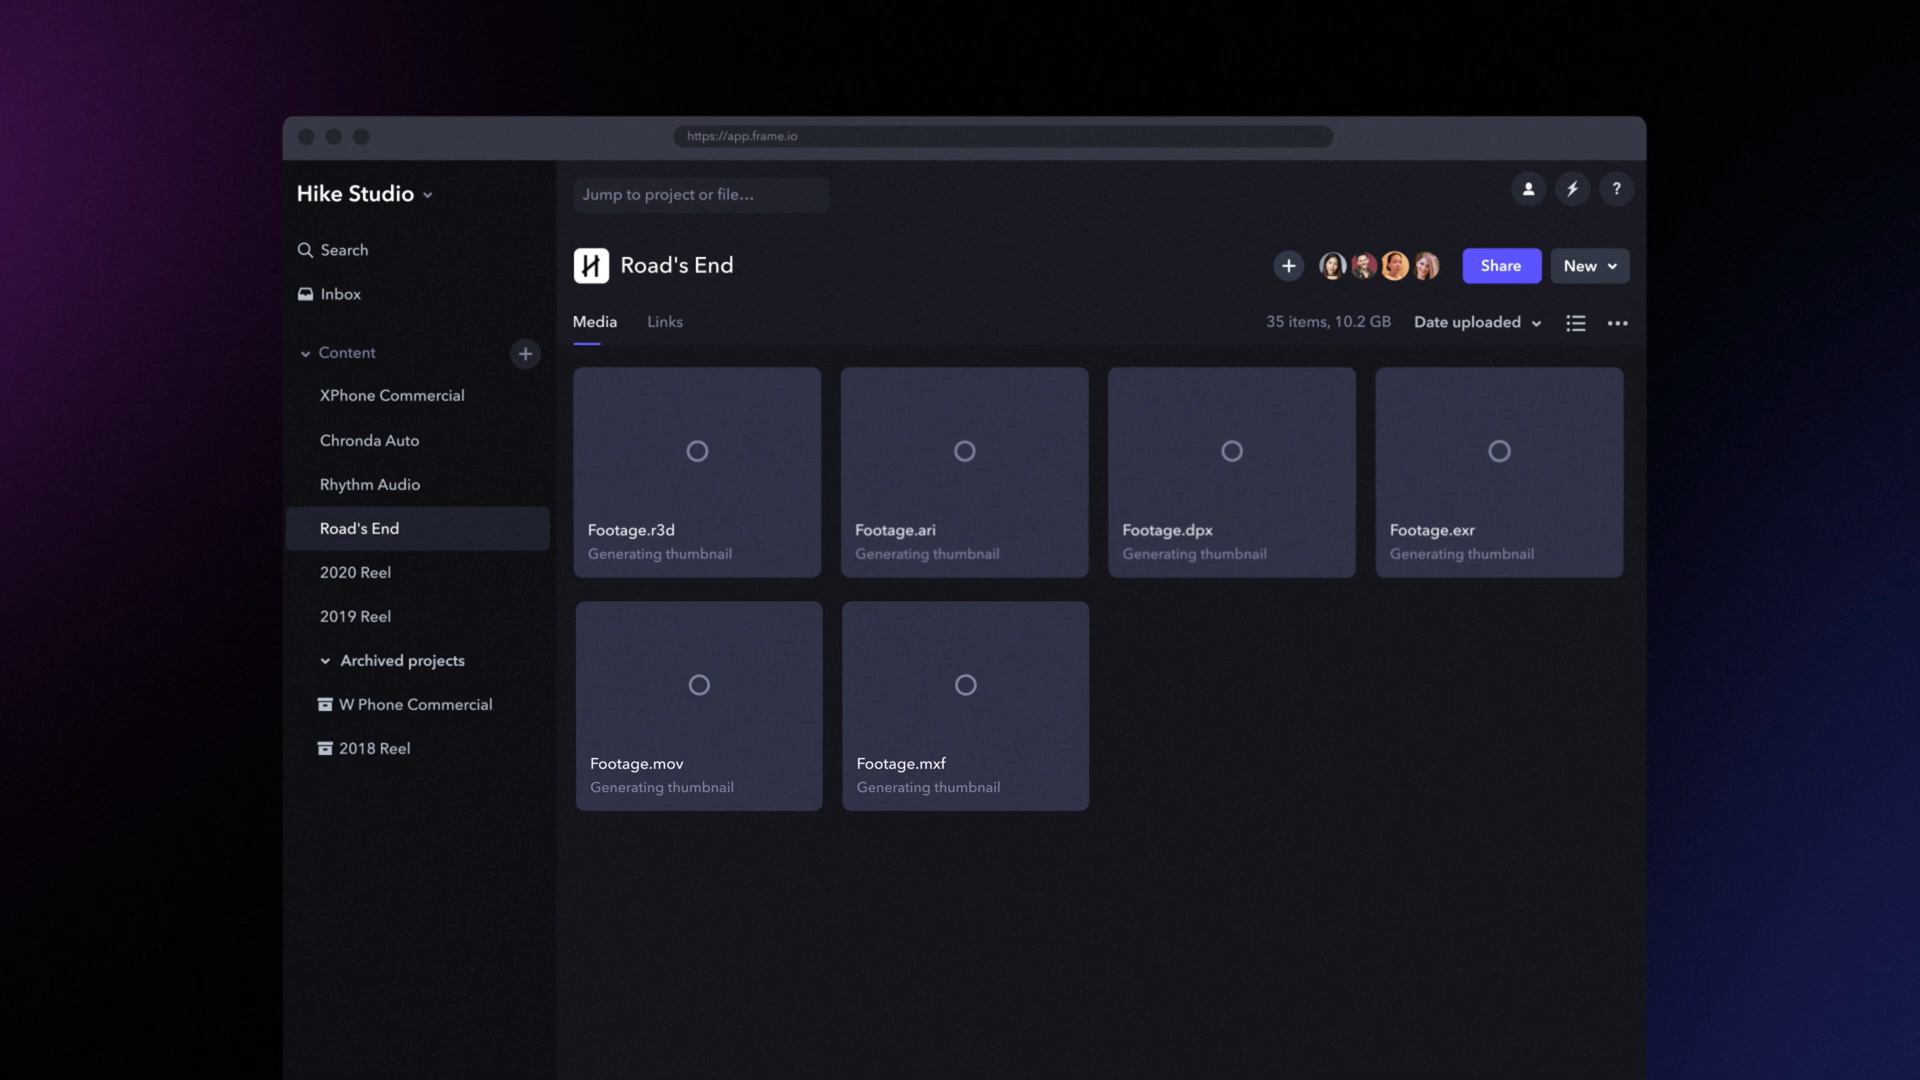 https://app.frame.io
Hike Studio
Jump to project or file...
?
Search
Inbox
Road's End
Share
New
Media
Links
35 items, 10.2 GB
Date uploaded
Content
XPhone Commercial
Chronda Auto
Rhythm Audio
Road's End
2020 Reel
2019 Reel
Archived projects
W Phone Commercial
2018 Reel
Footage.r3d
Generating thumbnail
Footage.ari
Generating thumbnail
Footage.dpx
Generating thumbnail
Footage.exr
Generating thumbnail
Footage.mov
Generating thumbnail
Footage.mxf
Generating thumbnail